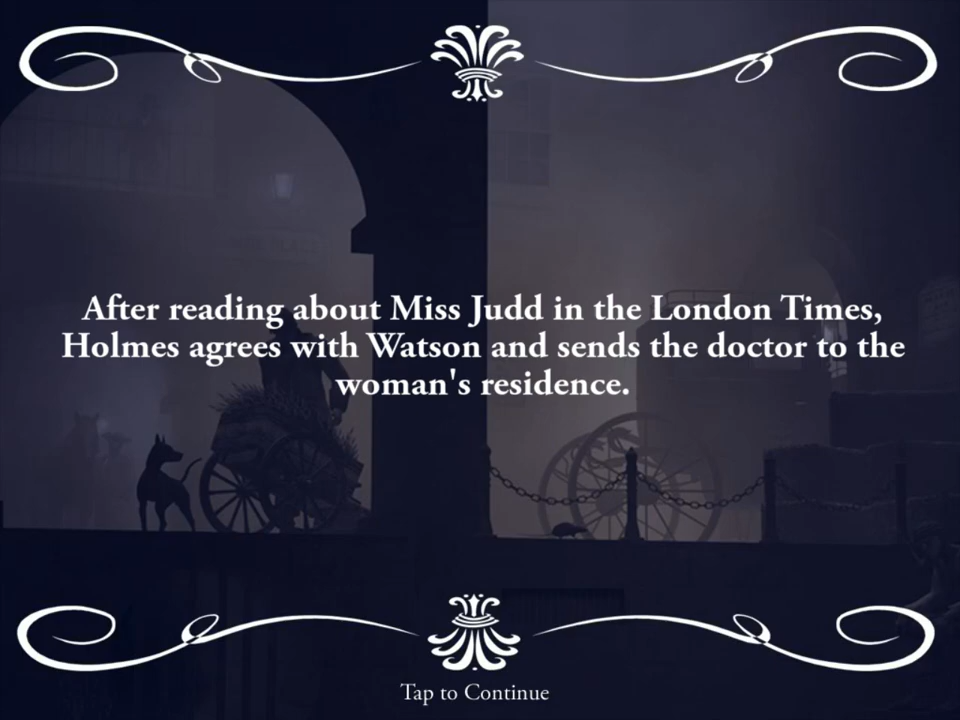 After reading about Miss Judd in the London Times,
Holmes agrees with Watson and sends the doctor to the
woman's residence.
Tap to Continue